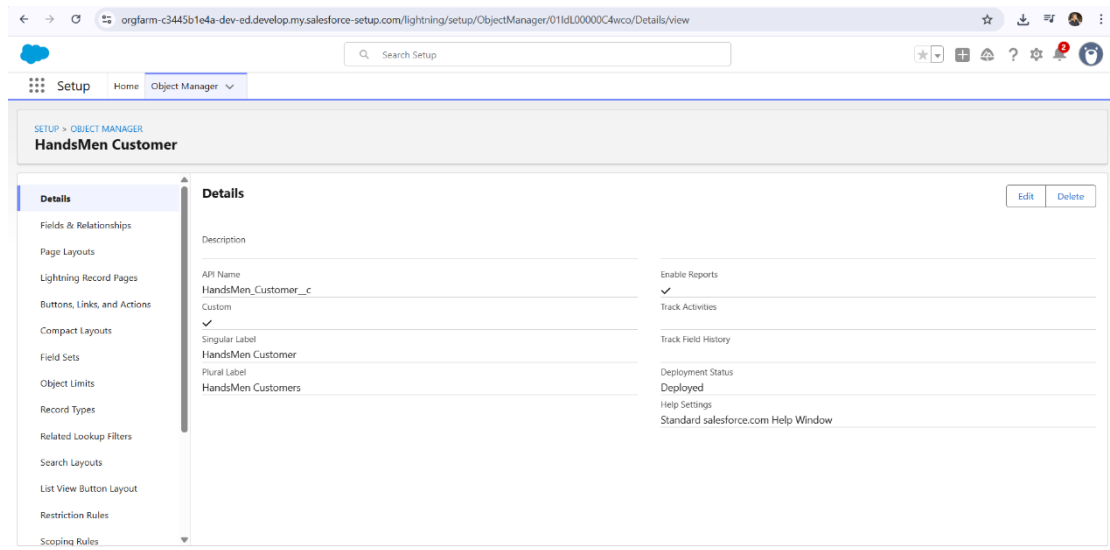 orgfarm-c3445b1e4a-dev-ed.develop.my.salesforce-setup.com/lightning/setup/ObjectManager/01IdL00000C4wco/Details/view
Search Setup
2
Setup
Home
Object Manager
SETUP > OBJECT MANAGER
HandsMen Customer
Details
Fields & Relationships
Page Layouts
Lightning Record Pages
Buttons, Links, and Actions
Compact Layouts
Field Sets
Object Limits
Record Types
Related Lookup Filters
Search Layouts
List View Button Layout
Restriction Rules
Scoping Rules
Details
Edit
Delete
Description
API Name
HandsMen_Customer__c
Custom
Singular Label
HandsMen Customer
Plural Label
HandsMen Customers
Enable Reports
Track Activities
Track Field History
Deployment Status
Deployed
Help Settings
Standard salesforce.com Help Window